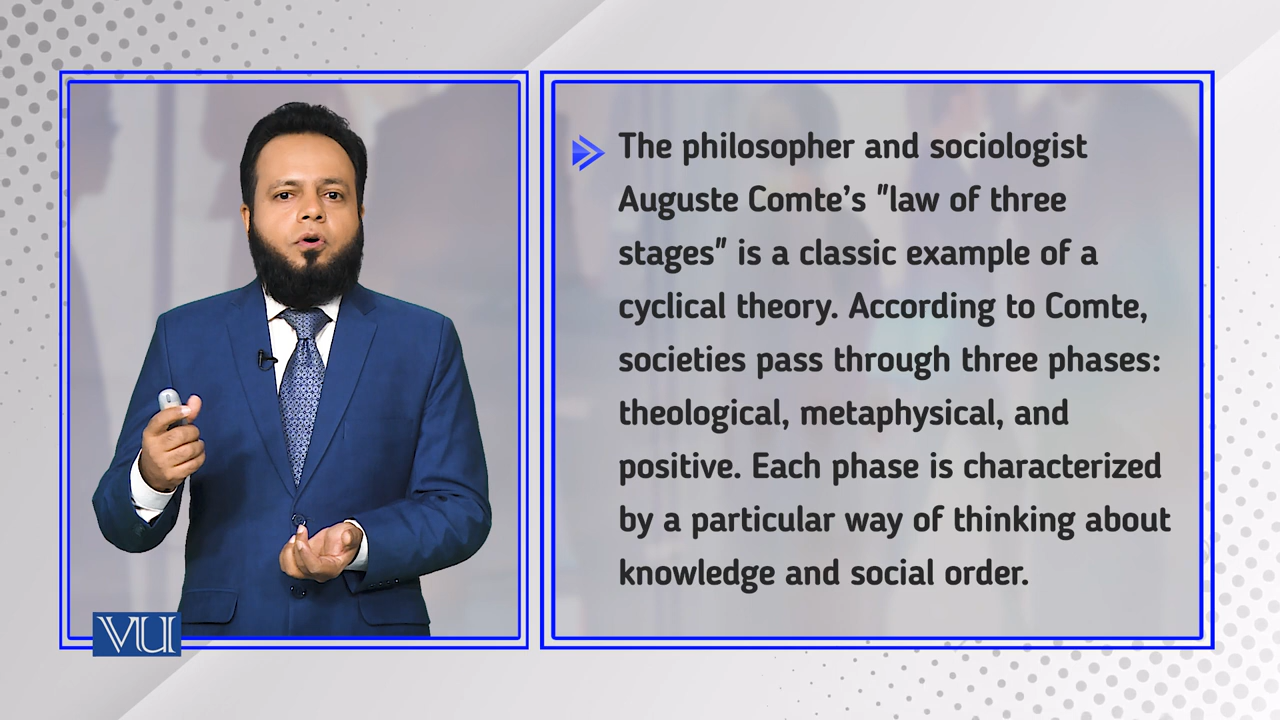 The philosopher and sociologist
Auguste Comte’s "law of three
stages" is a classic example of a
cyclical theory. According to Comte,
societies pass through three phases:
theological, metaphysical, and
positive. Each phase is characterized
by a particular way of thinking about
knowledge and social order.
VU